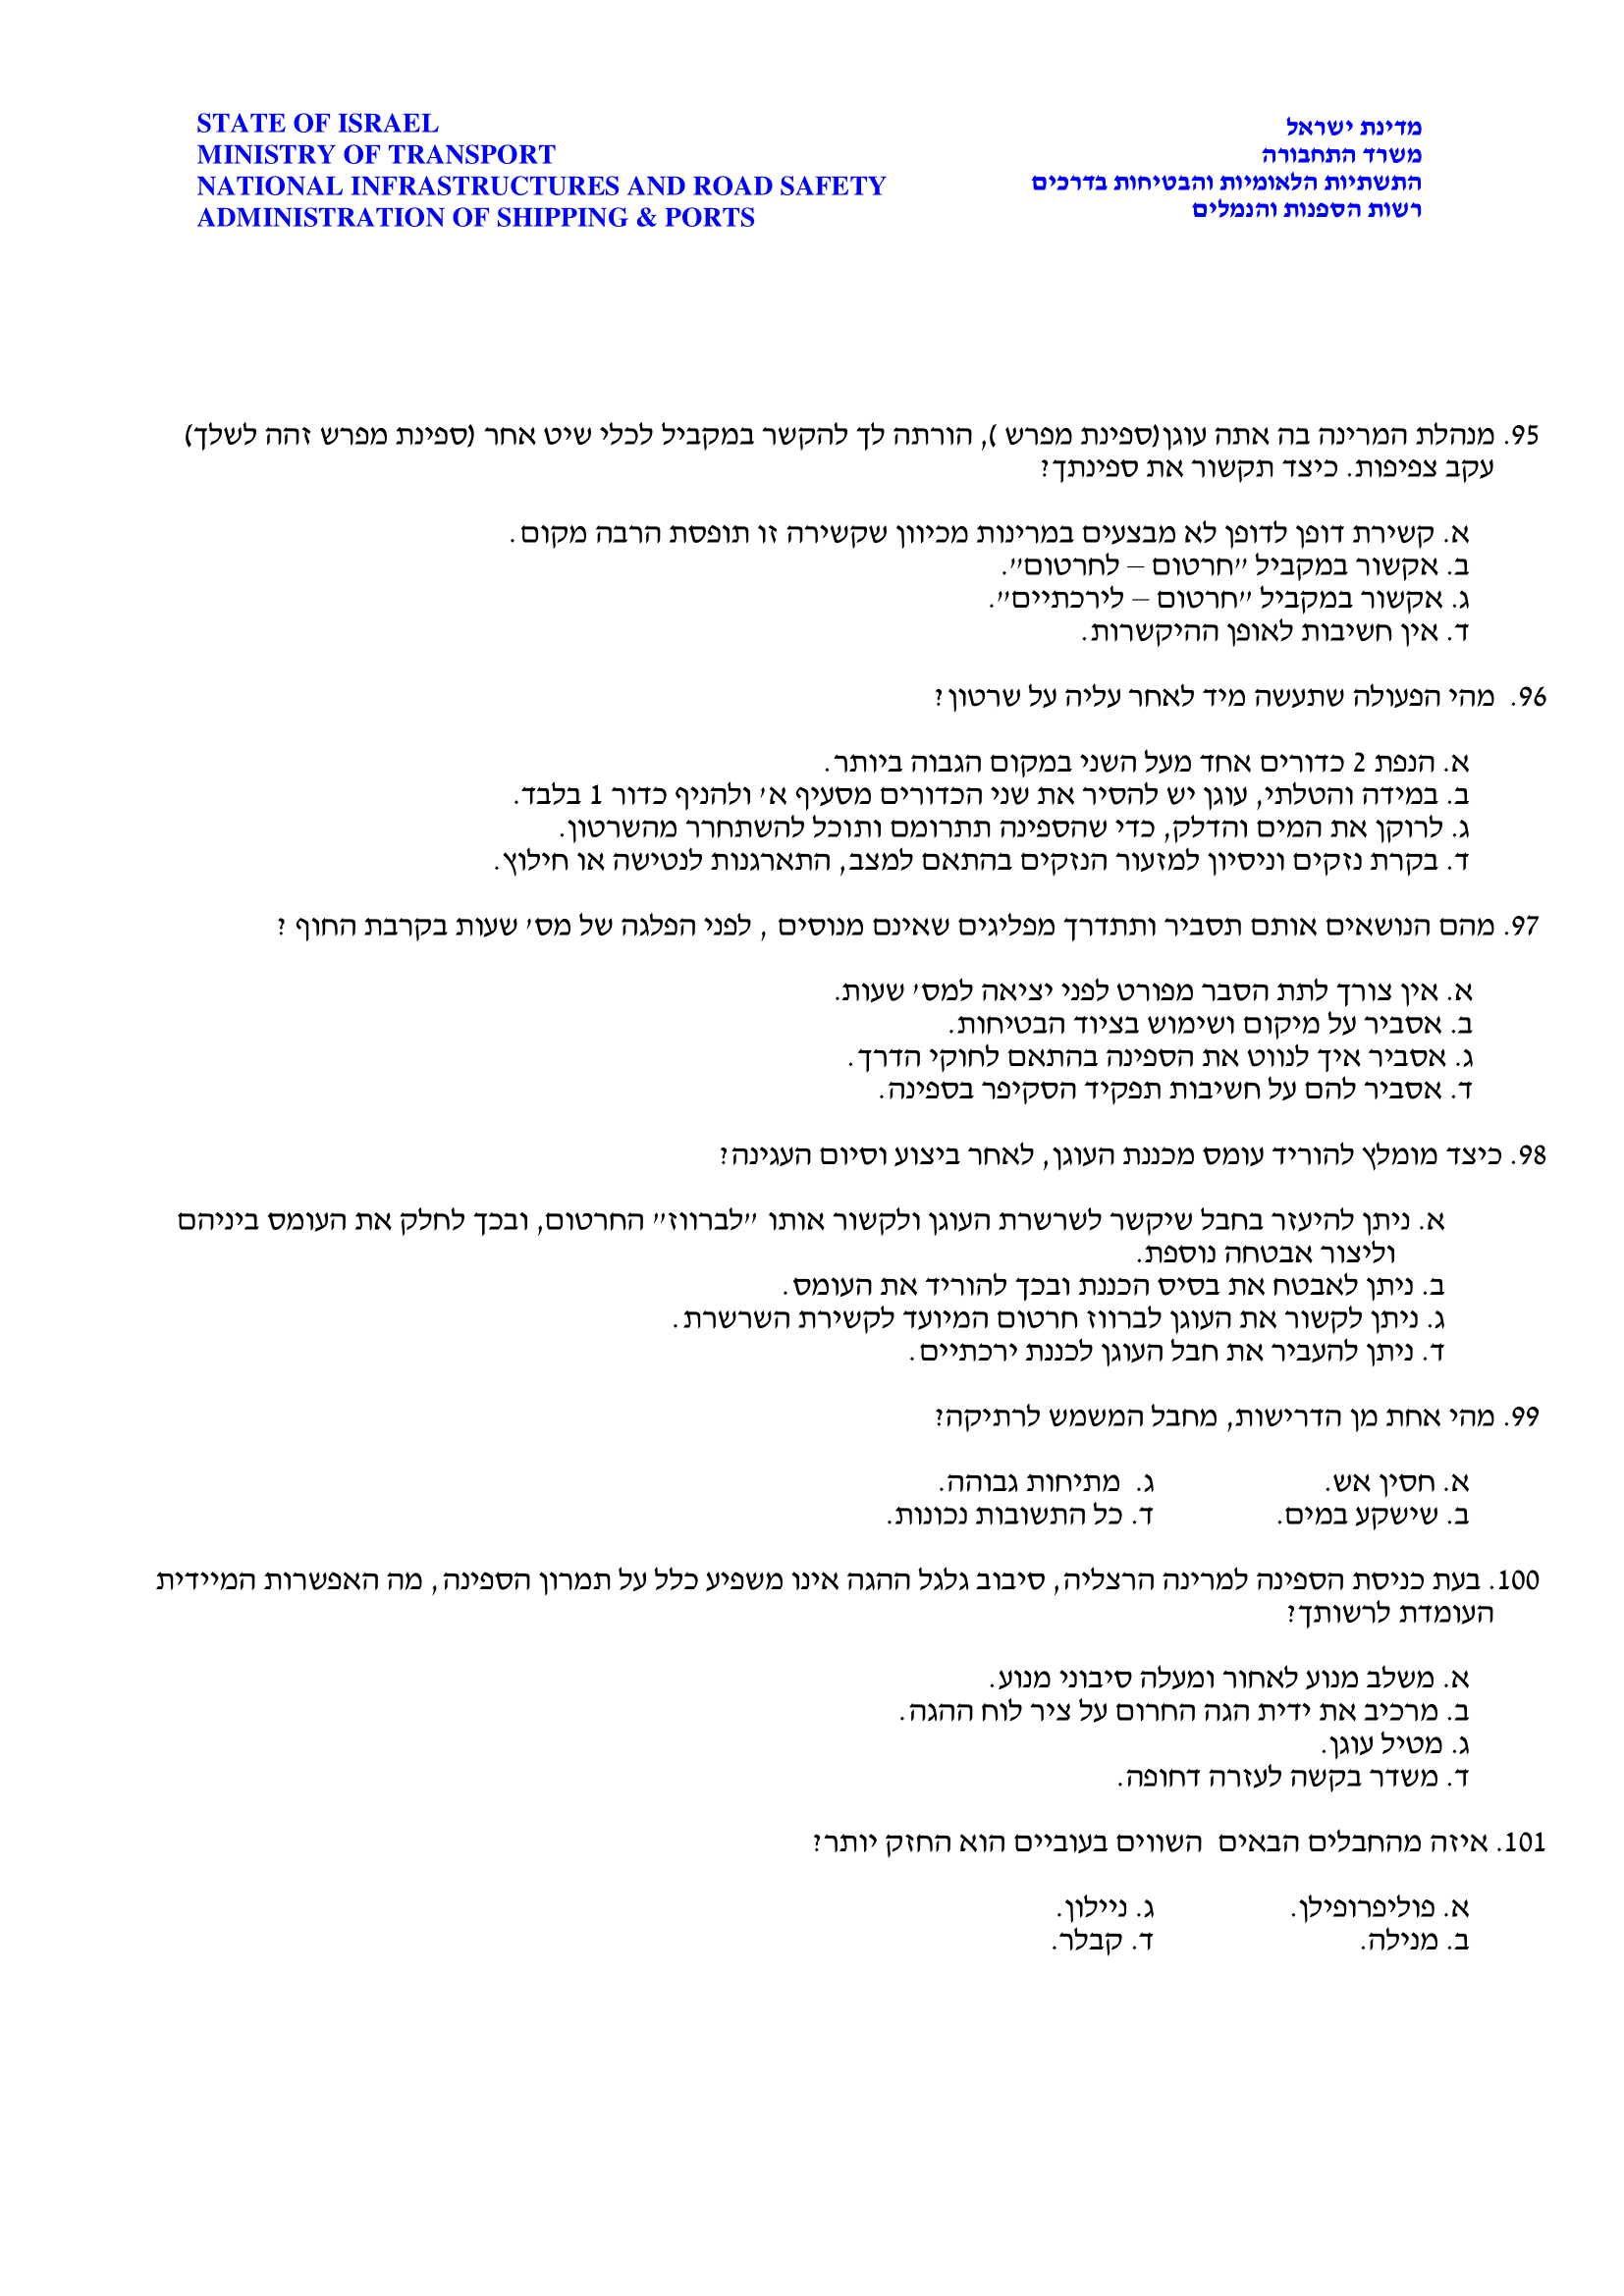 STATE OF ISRAEL
MINISTRY OF TRANSPORT
NATIONAL INFRASTRUCTURES AND ROAD SAFETY
ADMINISTRATION OF SHIPPING & PORTS
מדינת ישראל
משרד התחבורה
התשתיות הלאומיות והבטיחות בדרכים
רשות הספנות והנמלים
95. מנהלת המרינה בה אתה עוגן(ספינת מפרש ), הורתה לך להקשר במקביל לכלי שיט אחר (ספינת מפרש זהה לשלך)
עקב צפיפות. כיצד תקשור את ספינתך?
א. קשירת דופן לדופן לא מבצעים במרינות מכיוון שקשירה זו תופסת הרבה מקום.
ב. אקשור במקביל "חרטום – לחרטום".
ג. אקשור במקביל "חרטום – לירכתיים".
ד. אין חשיבות לאופן ההיקשרות.
96. מהי הפעולה שתעשה מיד לאחר עליה על שרטון?
א. הנפת 2 כדורים אחד מעל השני במקום הגבוה ביותר.
ב. במידה והטלתי, עוגן יש להסיר את שני הכדורים מסעיף א' ולהניף כדור 1 בלבד.
ג. לרוקן את המים והדלק, כדי שהספינה תתרומם ותוכל להשתחרר מהשרטון.
ד. בקרת נזקים וניסיון למזעור הנזקים בהתאם למצב, התארגנות לנטישה או חילוץ.
97. מהם הנושאים אותם תסביר ותתדרך מפליגים שאינם מנוסים , לפני הפלגה של מס' שעות בקרבת החוף ?
א. אין צורך לתת הסבר מפורט לפני יציאה למס' שעות.
ב. אסביר על מיקום ושימוש בציוד הבטיחות.
ג. אסביר איך לנווט את הספינה בהתאם לחוקי הדרך.
ד. אסביר להם על חשיבות תפקיד הסקיפר בספינה.
98. כיצד מומלץ להוריד עומס מכננת העוגן, לאחר ביצוע וסיום העגינה?
א. ניתן להיעזר בחבל שיקשר לשרשרת העוגן ולקשור אותו "לברווז" החרטום, ובכך לחלק את העומס ביניהם
וליצור אבטחה נוספת.
ב. ניתן לאבטח את בסיס הכננת ובכך להוריד את העומס.
ג. ניתן לקשור את העוגן לברווז חרטום המיועד לקשירת השרשרת.
ד. ניתן להעביר את חבל העוגן לכננת ירכתיים.
99. מהי אחת מן הדרישות, מחבל המשמש לרתיקה?
א. חסין אש. ג. מתיחות גבוהה.
ב. שישקע במים. ד. כל התשובות נכונות.
100. בעת כניסת הספינה למרינה הרצליה, סיבוב גלגל ההגה אינו משפיע כלל על תמרון הספינה, מה האפשרות המיידית
העומדת לרשותך?
א. משלב מנוע לאחור ומעלה סיבוני מנוע.
ב. מרכיב את ידית הגה החרום על ציר לוח ההגה.
ג. מטיל עוגן.
ד. משדר בקשה לעזרה דחופה.
101. איזה מהחבלים הבאים השווים בעוביים הוא החזק יותר?
א. פוליפרופילן. ג. ניילון.
ב. מנילה. ד. קבלר.